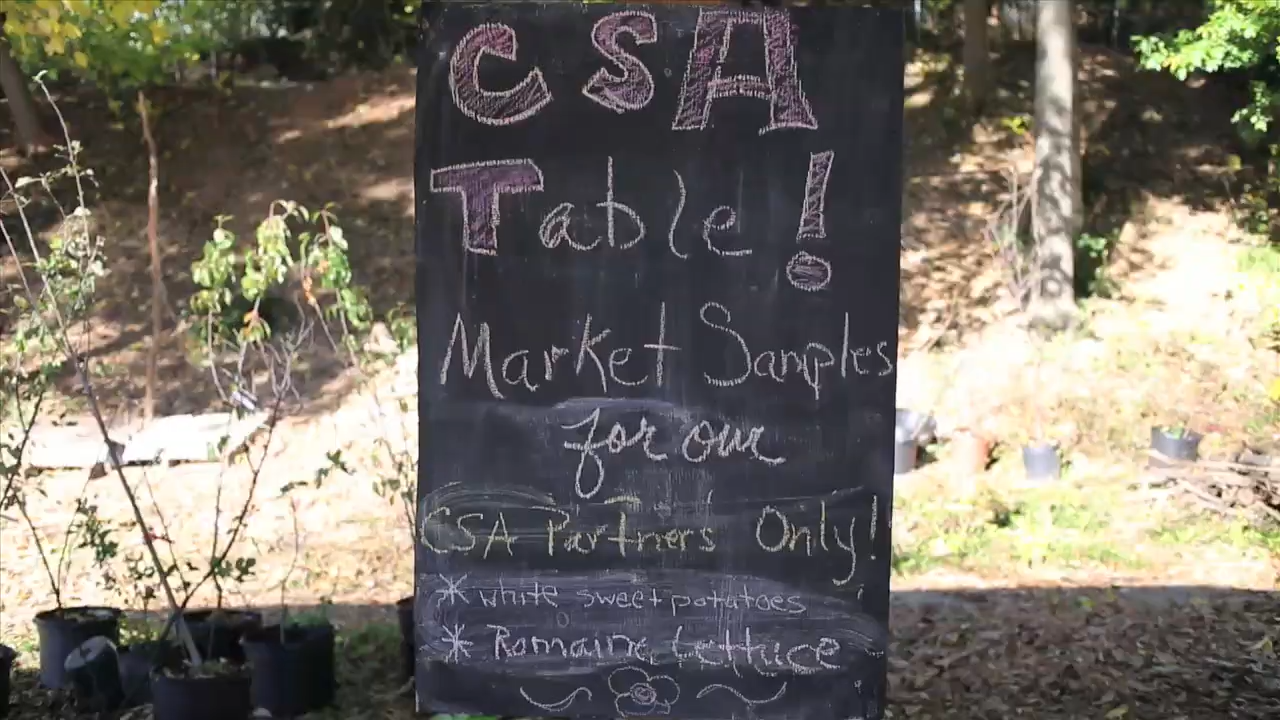 CSA
Table!
Market Samples
for our
CSA Partners Only!
* white sweet potatoes
* Romaine Lettuce